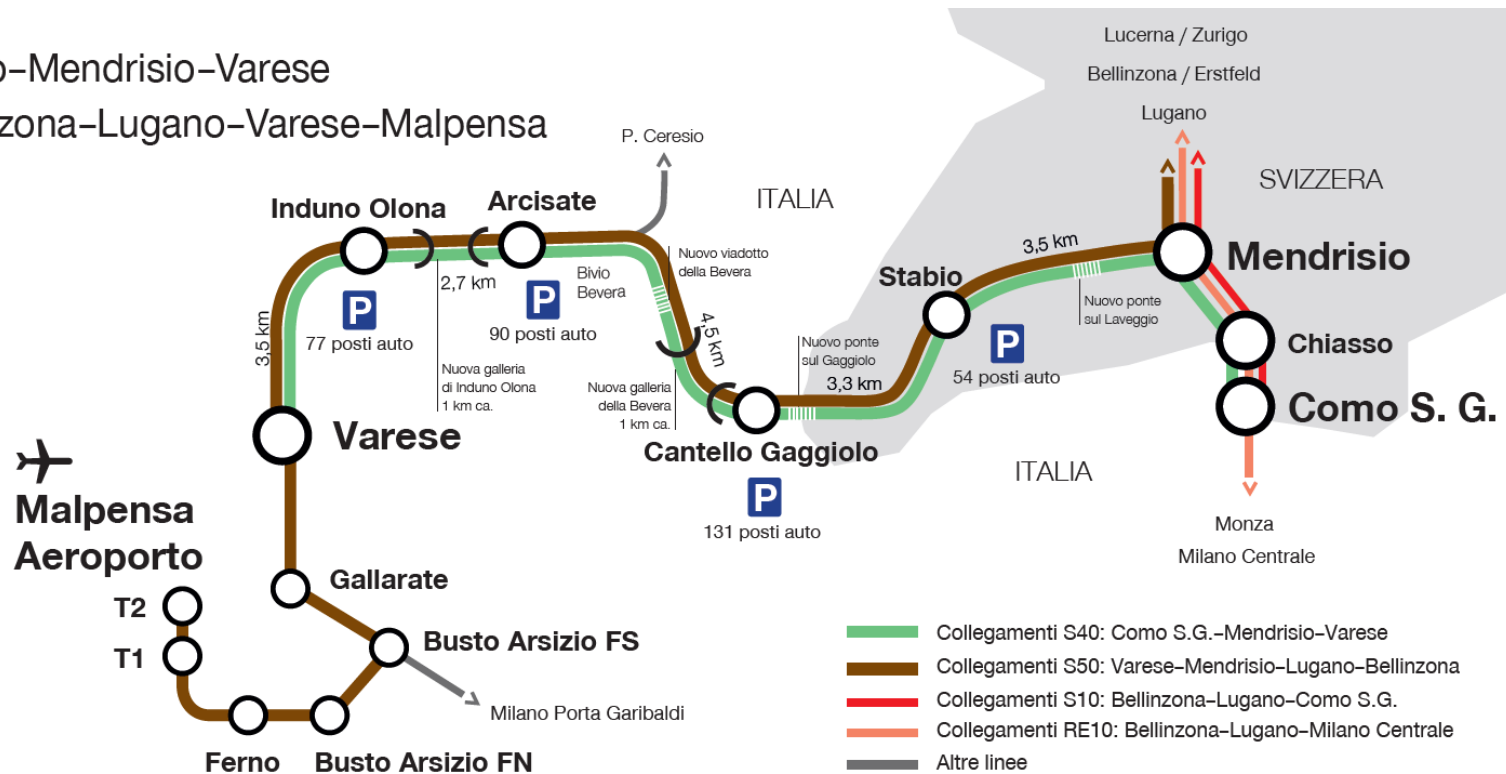 o–Mendrisio–Varese
zona–Lugano–Varese–Malpensa
Lucerna / Zurigo
Bellinzona / Erstfeld
Lugano
P. Ceresio
ITALIA
SVIZZERA
Induno Olona
Arcisate
Mendrisio
Stabio
3,5 km
Nuovo viadotto
della Bevera
2,7 km
Bivio
Bevera
P
77 posti auto
P
90 posti auto
3,5 km
4,5 km
Nuovo ponte
sul Laveggio
Nuovo ponte
sul Gaggiolo
3,3 km
P
54 posti auto
Chiasso
Como S. G.
Nuova galleria
di Induno Olona
1 km ca.
Nuova galleria
della Bevera
1 km ca.
Varese
Cantello Gaggiolo
P
131 posti auto
ITALIA
Monza
Milano Centrale
Malpensa
Aeroporto
T2
T1
Gallarate
Busto Arsizio FS
Milano Porta Garibaldi
Ferno
Busto Arsizio FN
Collegamenti S40: Como S.G.–Mendrisio–Varese
Collegamenti S50: Varese–Mendrisio–Lugano–Bellinzona
Collegamenti S10: Bellinzona–Lugano–Como S.G.
Collegamenti RE10: Bellinzona–Lugano–Milano Centrale
Altre linee